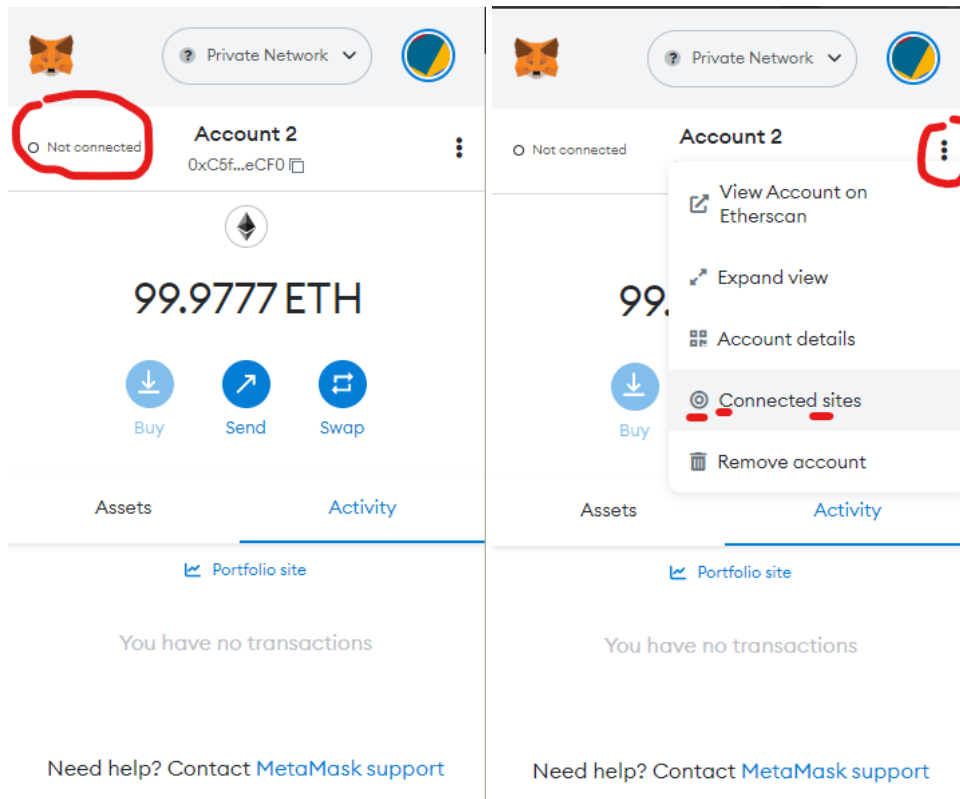 Private Network
Not connected
Account 2
0xC5f...eCF0
99.9777 ETH
Buy
Send
Swap
Assets
Activity
Portfolio site
You have no transactions
Need help? Contact MetaMask support
Private Network
Not connected
Account 2
View Account on
Etherscan
Expand view
99.
Account details
Connected sites
Buy
Remove account
Assets
Activity
Portfolio site
You have no transactions
Need help? Contact MetaMask support